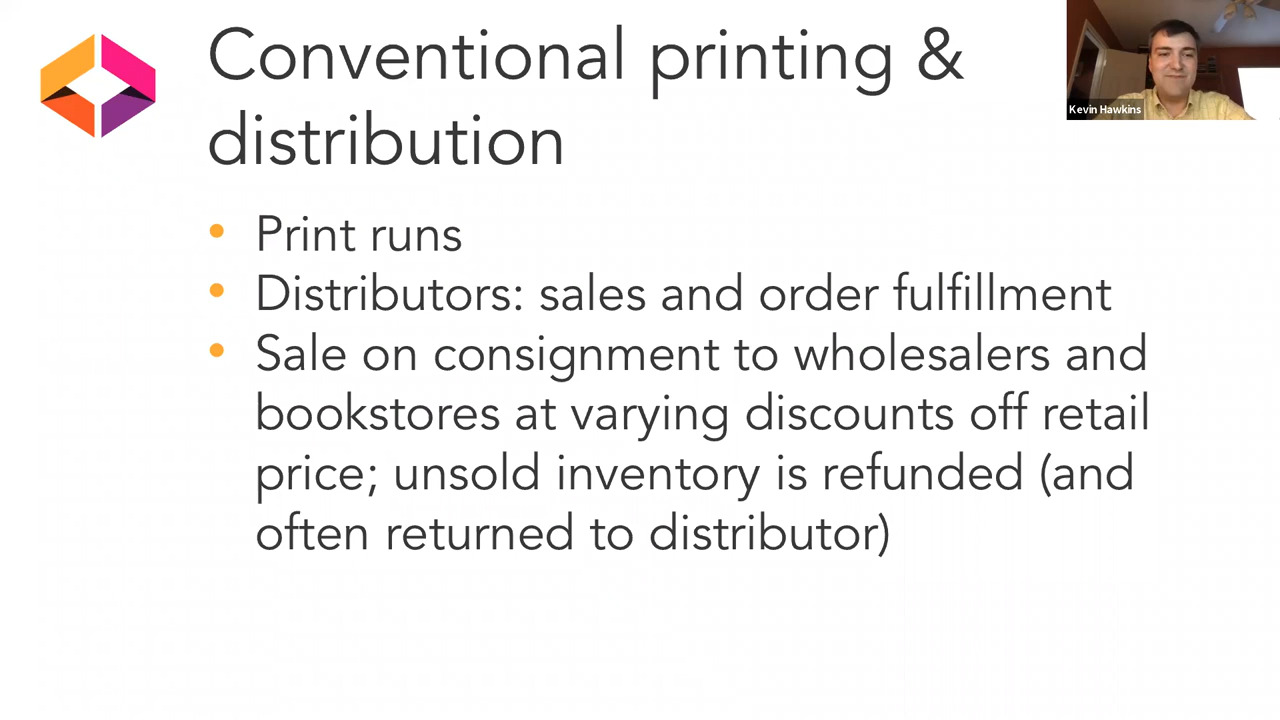 Conventional printing &
distribution
Kevin Hawkins
• Print runs
• Distributors: sales and order fulfillment
• Sale on consignment to wholesalers and
bookstores at varying discounts off retail
price; unsold inventory is refunded (and
often returned to distributor)